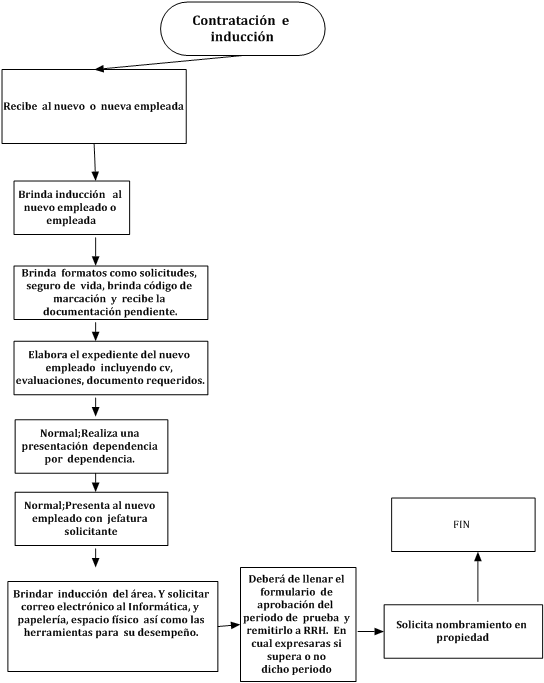 Contratación e
inducción
Recibe al nuevo o nueva empleada
Brinda inducción al
nuevo empleado o
empleada
Brinda formatos como solicitudes,
seguro de vida, brinda código de
marcación y recibe la
documentación pendiente.
Elabora el expediente del nuevo
empleado incluyendo cv,
evaluaciones, documento requeridos.
Normal;Realiza una
presentación dependencia
por dependencia.
Normal;Presenta al nuevo
empleado con jefatura
solicitante
Brindar inducción del área. Y solicitar
correo electrónico al Informática, y
papelería, espacio físico así como las
herramientas para su desempeño.
Deberá de llenar el
formulario de
aprobación del
periodo de prueba y
remitirlo a RRH. En
cual expresaras si
supera o no
dicho periodo
Solicita nombramiento en
propiedad
FIN